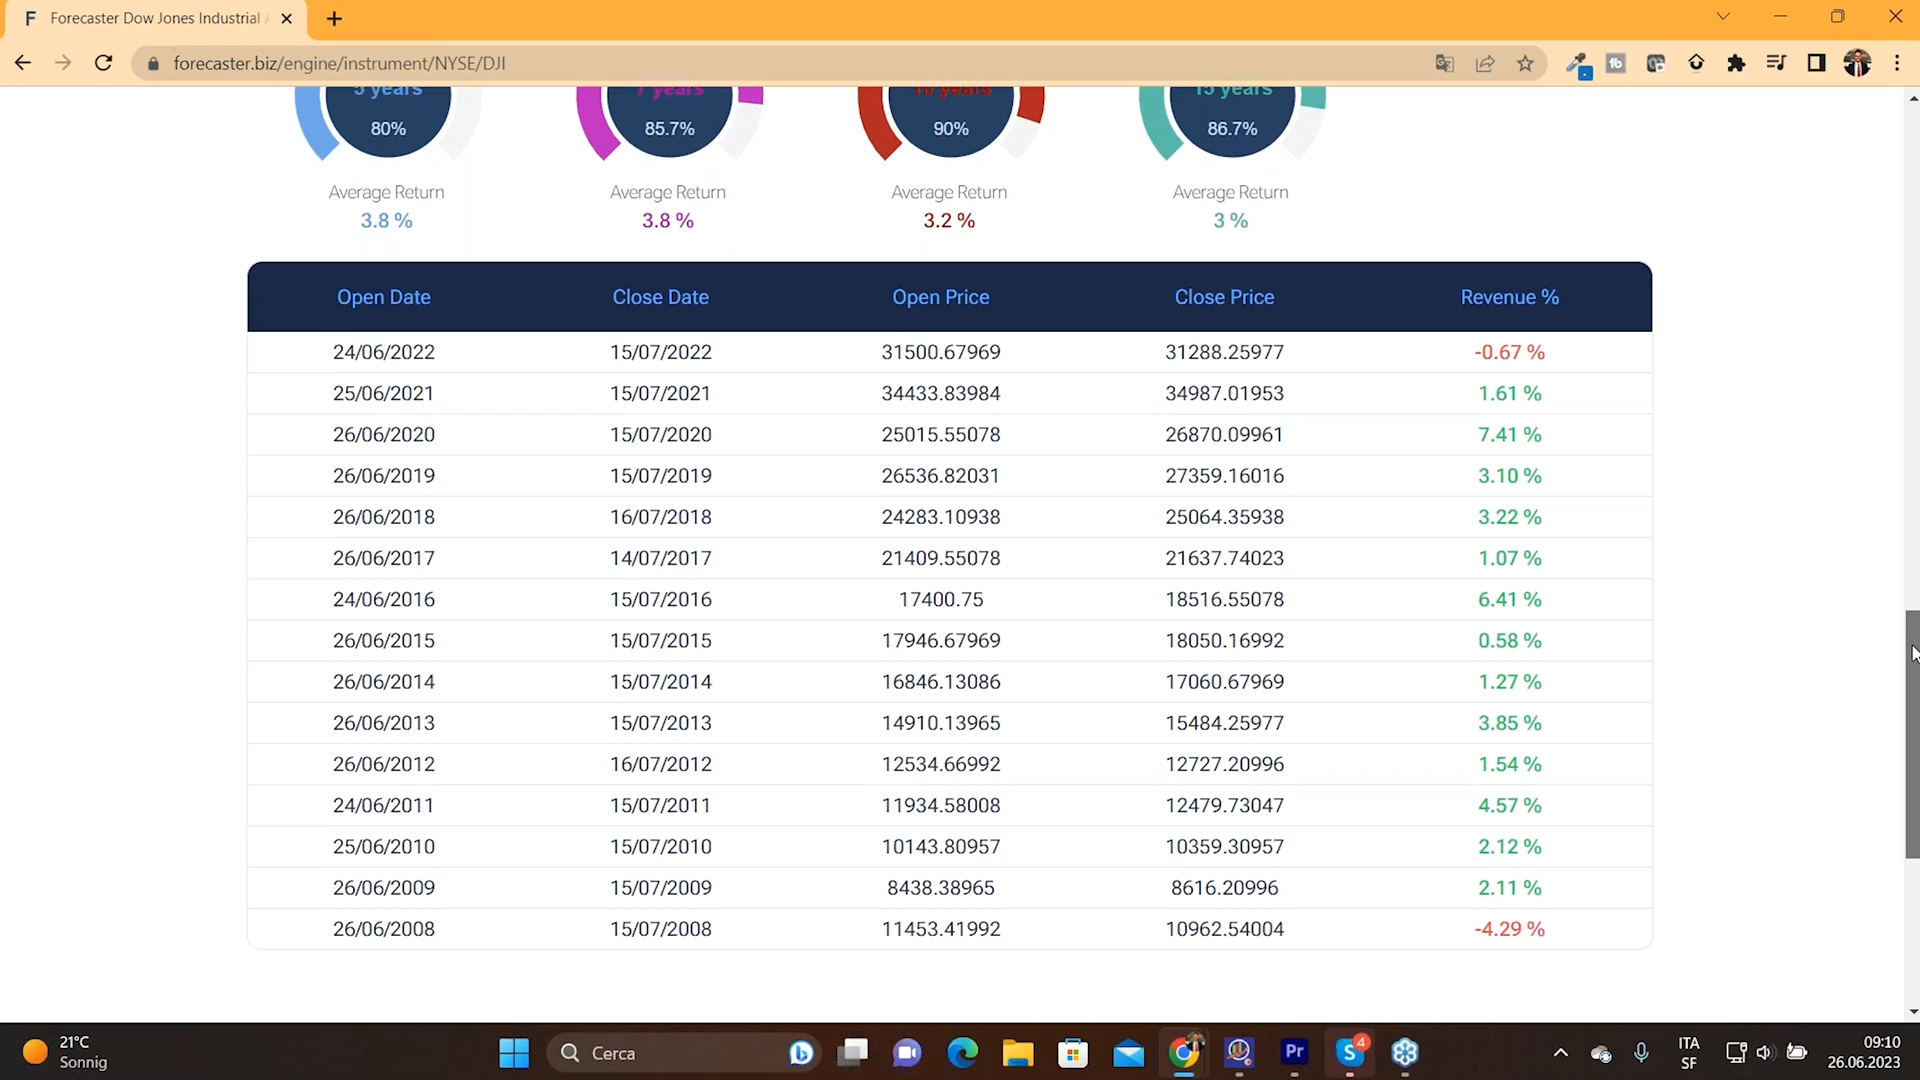 F Forecaster Dow Jones Industrial
forecaster.biz/engine/instrument/NYSE/DJI
5 years 7 years 10 years 15 years
80% 85.7% 90% 86.7%
Average Return Average Return Average Return Average Return
3.8 % 3.8 % 3.2 % 3 %
Open Date Close Date Open Price Close Price Revenue %
24/06/2022 15/07/2022 31500.67969 31288.25977 -0.67 %
25/06/2021 15/07/2021 34433.83984 34987.01953 1.61 %
26/06/2020 15/07/2020 25015.55078 26870.09961 7.41 %
26/06/2019 15/07/2019 26536.82031 27359.16016 3.10 %
26/06/2018 16/07/2018 24283.10938 25064.35938 3.22 %
26/06/2017 14/07/2017 21409.55078 21637.74023 1.07 %
24/06/2016 15/07/2016 17400.75 18516.55078 6.41 %
26/06/2015 15/07/2015 17946.67969 18050.16992 0.58 %
26/06/2014 15/07/2014 16846.13086 17060.67969 1.27 %
26/06/2013 15/07/2013 14910.13965 15484.25977 3.85 %
26/06/2012 16/07/2012 12534.66992 12727.20996 1.54 %
24/06/2011 15/07/2011 11934.58008 12479.73047 4.57 %
25/06/2010 15/07/2010 10143.80957 10359.30957 2.12 %
26/06/2009 15/07/2009 8438.38965 8616.20996 2.11 %
26/06/2008 15/07/2008 11453.41992 10962.54004 -4.29 %
21°C
Sonnig
Cerca
Pr
S 4
ITA
SF
09:10
26.06.2023